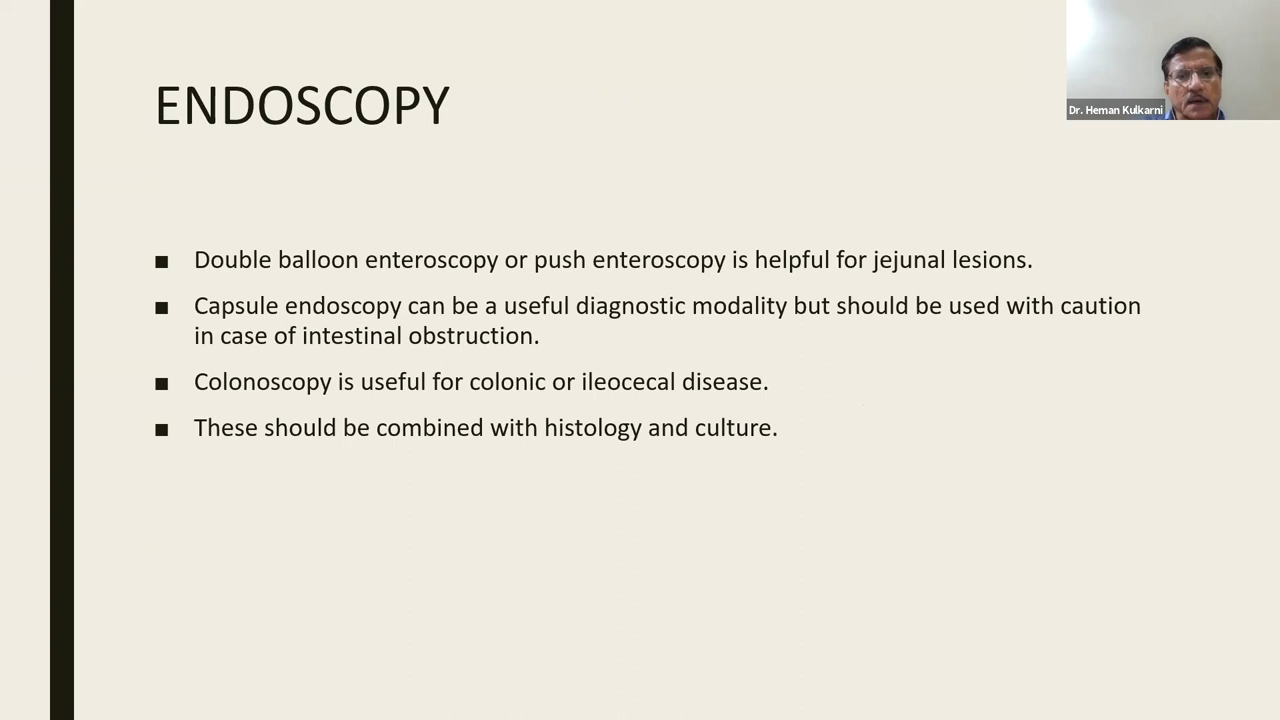 ENDOSCOPY
Dr. Heman Kulkarni
■ Double balloon enteroscopy or push enteroscopy is helpful for jejunal lesions.
■ Capsule endoscopy can be a useful diagnostic modality but should be used with caution
in case of intestinal obstruction.
■ Colonoscopy is useful for colonic or ileocecal disease.
■ These should be combined with histology and culture.